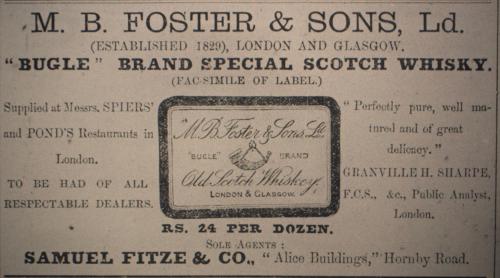 M. B. FOSTER & SONS, Ld.
(ESTABLISHED 1829), LONDON AND GLASGOW.
"BUGLE" BRAND SPECIAL SCOTCH WHISKY.
(FAC-SIMILE OF LABEL.)
Supplied at Messrs. SPIERS'
and POND'S Restaurants in
London.
TO BE HAD OF ALL
RESPECTABLE DEALERS.
M.B. Foster & Sons. Ld.
"BUGLE" BRAND
Old Scotch Whiskey.
LONDON & GLASGOW.
"Perfectly pure, well ma-
tured and of great
delicacy."
GRANVILLE H. SHARPE,
F.C.S., &c., Public Analyst,
London.
RS. 24 PER DOZEN.
SOLE AGENTS :
SAMUEL FITZE & CO., "Alice Buildings," Hornby Road.